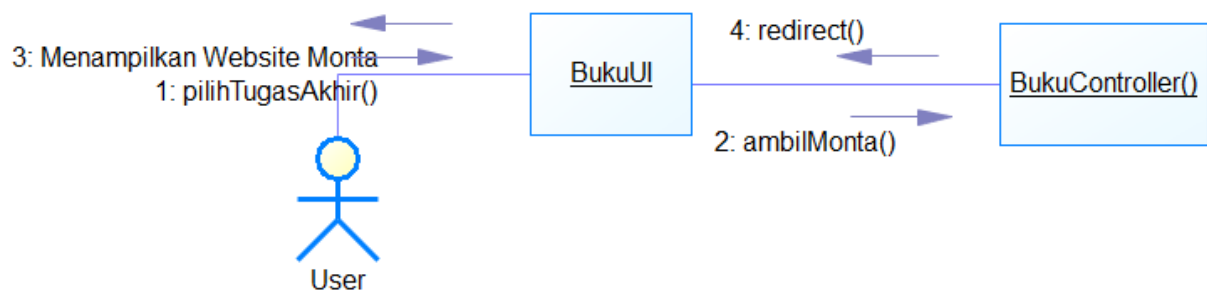 4: redirect()
3: Menampilkan Website Monta
1: pilihTugasAkhir()
BukuUI
BukuController()
2: ambilMonta()
User